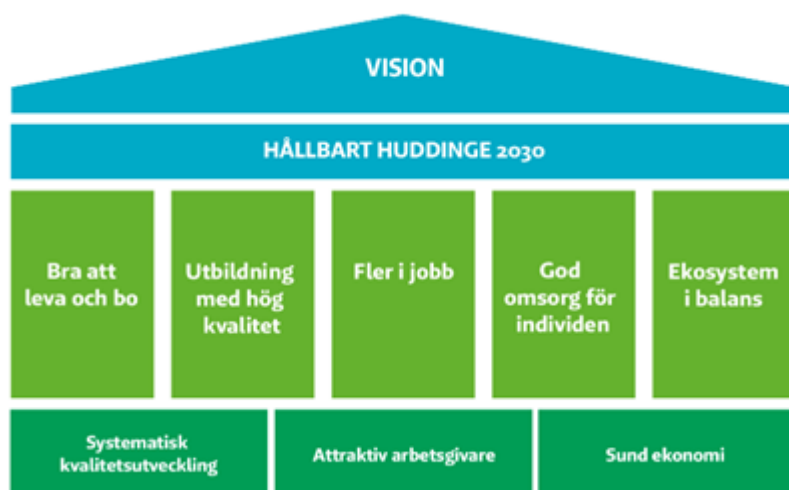 VISION
HÅLLBART HUDDINGE 2030
Bra att
leva och bo
Utbildning
med hög
kvalitet
Fler i jobb
God
omsorg för
individen
Ekosystem
i balans
Systematisk
kvalitetsutveckling
Attraktiv arbetsgivare
Sund ekonomi